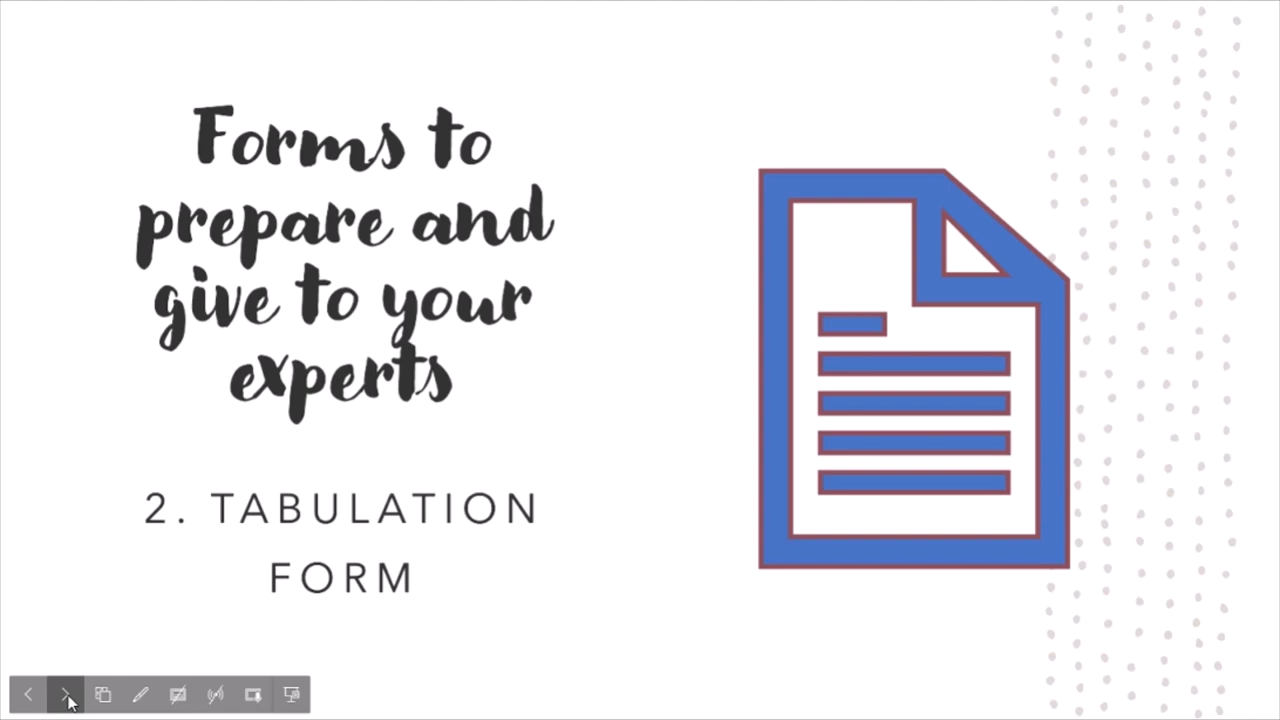 Forms to
prepare and
give to your
experts
2. TABULATION
FORM